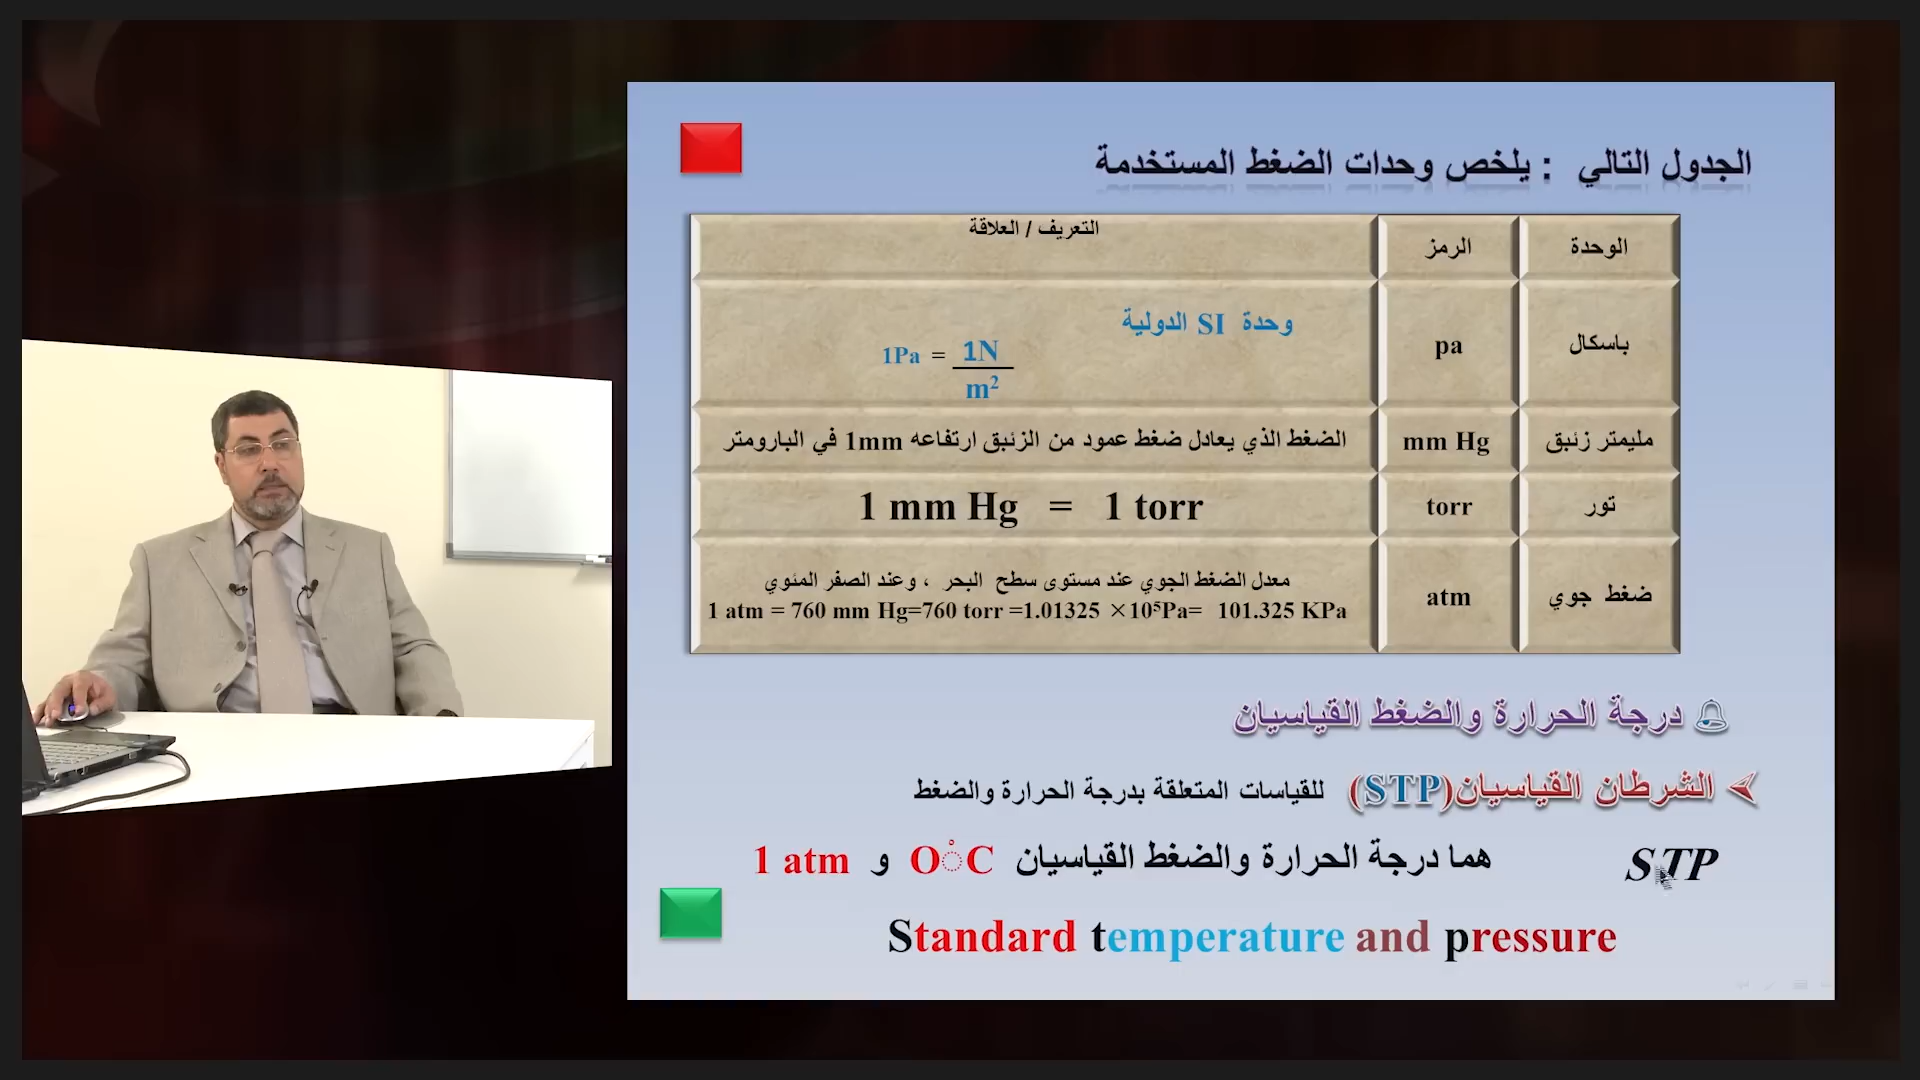 الجدول التالي : يلخص وحدات الضغط المستخدمة
الوحدة الرمز التعريف / العلاقة
باسكال pa وحدة SI الدولية
1Pa = 1N / m²
مليمتر زئبق mm Hg الضغط الذي يعادل ضغط عمود من الزئبق ارتفاعه 1mm في البارومتر
تور torr 1 mm Hg = 1 torr
ضغط جوي atm معدل الضغط الجوي عند مستوى سطح البحر ، وعند الصفر المئوي
1 atm = 760 mm Hg=760 torr =1.01325 ×10⁵Pa= 101.325 KPa
درجة الحرارة والضغط القياسيان
الشرطان القياسيان(STP) للقياسات المتعلقة بدرجة الحرارة والضغط
STP هما درجة الحرارة والضغط القياسيان O°C و 1 atm
Standard temperature and pressure